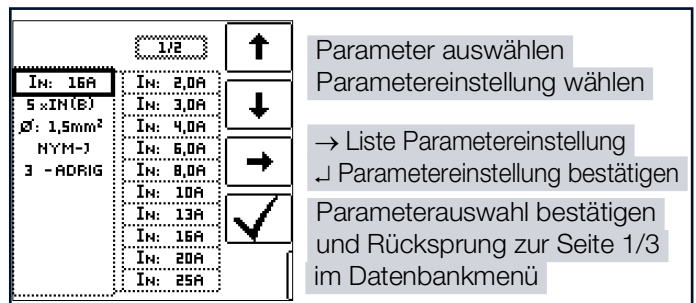 1/2
IN: 16A
5 xIN(B)
Ø: 1,5mm²
NYM-J
3 -ADRIG
IN: 2,0A
IN: 3,0A
IN: 4,0A
IN: 6,0A
IN: 8,0A
IN: 10A
IN: 13A
IN: 16A
IN: 20A
IN: 25A
Parameter auswählen
Parametereinstellung wählen
→ Liste Parametereinstellung
↵ Parametereinstellung bestätigen
Parameterauswahl bestätigen
und Rücksprung zur Seite 1/3
im Datenbankmenü